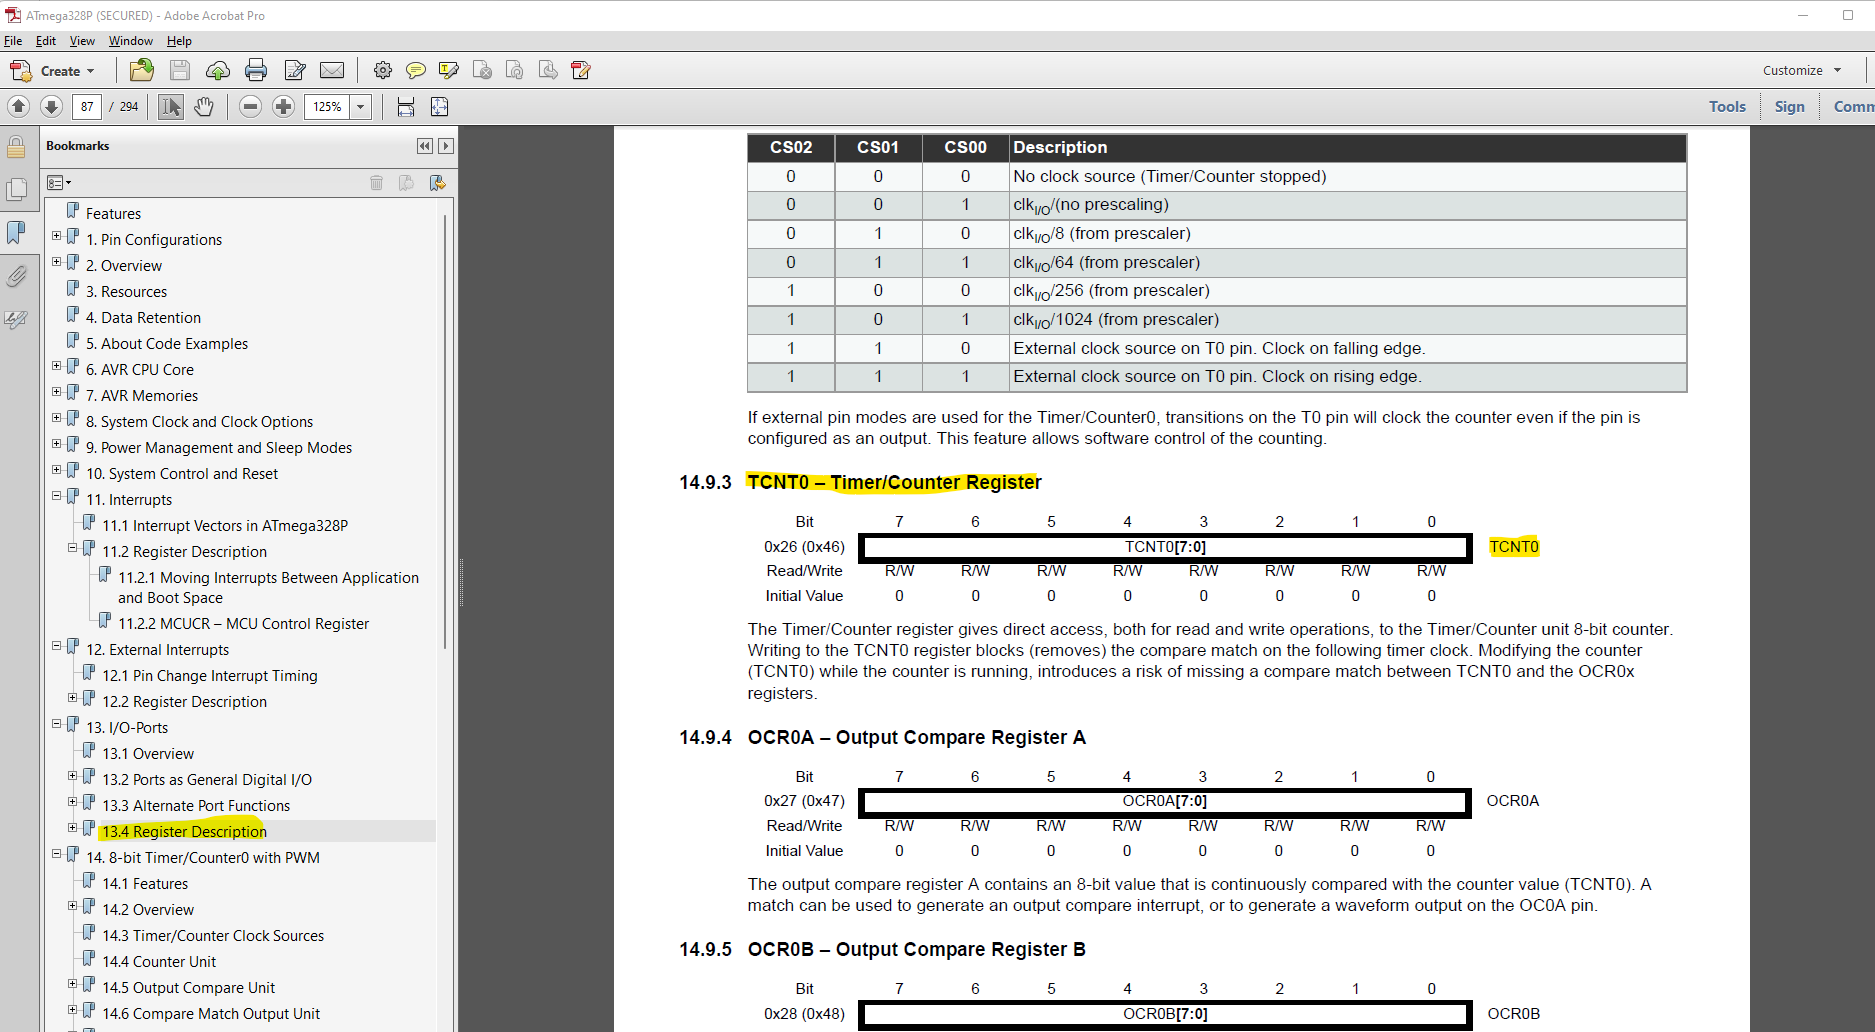 ATmega328P (SECURED) - Adobe Acrobat Pro
File Edit View Window Help
Create
Customize
87 / 294 125%
Tools Sign Comm
Bookmarks
Features
1. Pin Configurations
2. Overview
3. Resources
4. Data Retention
5. About Code Examples
6. AVR CPU Core
7. AVR Memories
8. System Clock and Clock Options
9. Power Management and Sleep Modes
10. System Control and Reset
11. Interrupts
11.1 Interrupt Vectors in ATmega328P
11.2 Register Description
11.2.1 Moving Interrupts Between Application
and Boot Space
11.2.2 MCUCR – MCU Control Register
12. External Interrupts
12.1 Pin Change Interrupt Timing
12.2 Register Description
13. I/O-Ports
13.1 Overview
13.2 Ports as General Digital I/O
13.3 Alternate Port Functions
13.4 Register Description
14. 8-bit Timer/Counter0 with PWM
14.1 Features
14.2 Overview
14.3 Timer/Counter Clock Sources
14.4 Counter Unit
14.5 Output Compare Unit
14.6 Compare Match Output Unit
CS02 CS01 CS00 Description
0 0 0 No clock source (Timer/Counter stopped)
0 0 1 clkI/O/(no prescaling)
0 1 0 clkI/O/8 (from prescaler)
0 1 1 clkI/O/64 (from prescaler)
1 0 0 clkI/O/256 (from prescaler)
1 0 1 clkI/O/1024 (from prescaler)
1 1 0 External clock source on T0 pin. Clock on falling edge.
1 1 1 External clock source on T0 pin. Clock on rising edge.
If external pin modes are used for the Timer/Counter0, transitions on the T0 pin will clock the counter even if the pin is
configured as an output. This feature allows software control of the counting.
14.9.3 TCNT0 – Timer/Counter Register
Bit 7 6 5 4 3 2 1 0
0x26 (0x46) TCNT0[7:0] TCNT0
Read/Write R/W R/W R/W R/W R/W R/W R/W R/W
Initial Value 0 0 0 0 0 0 0 0
The Timer/Counter register gives direct access, both for read and write operations, to the Timer/Counter unit 8-bit counter.
Writing to the TCNT0 register blocks (removes) the compare match on the following timer clock. Modifying the counter
(TCNT0) while the counter is running, introduces a risk of missing a compare match between TCNT0 and the OCR0x
registers.
14.9.4 OCR0A – Output Compare Register A
Bit 7 6 5 4 3 2 1 0
0x27 (0x47) OCR0A[7:0] OCR0A
Read/Write R/W R/W R/W R/W R/W R/W R/W R/W
Initial Value 0 0 0 0 0 0 0 0
The output compare register A contains an 8-bit value that is continuously compared with the counter value (TCNT0). A
match can be used to generate an output compare interrupt, or to generate a waveform output on the OC0A pin.
14.9.5 OCR0B – Output Compare Register B
Bit 7 6 5 4 3 2 1 0
0x28 (0x48) OCR0B[7:0] OCR0B